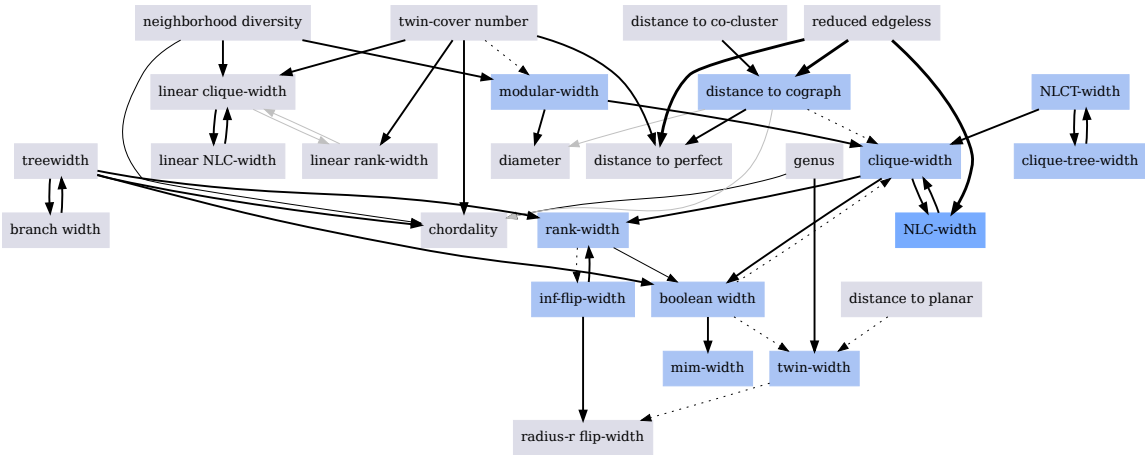 neighborhood diversity
twin-cover number
distance to co-cluster
reduced edgeless
linear clique-width
modular-width
distance to cograph
NLCT-width
treewidth
linear NLC-width
linear rank-width
diameter
distance to perfect
genus
clique-width
clique-tree-width
branch width
chordality
rank-width
NLC-width
inf-flip-width
boolean width
distance to planar
mim-width
twin-width
radius-r flip-width